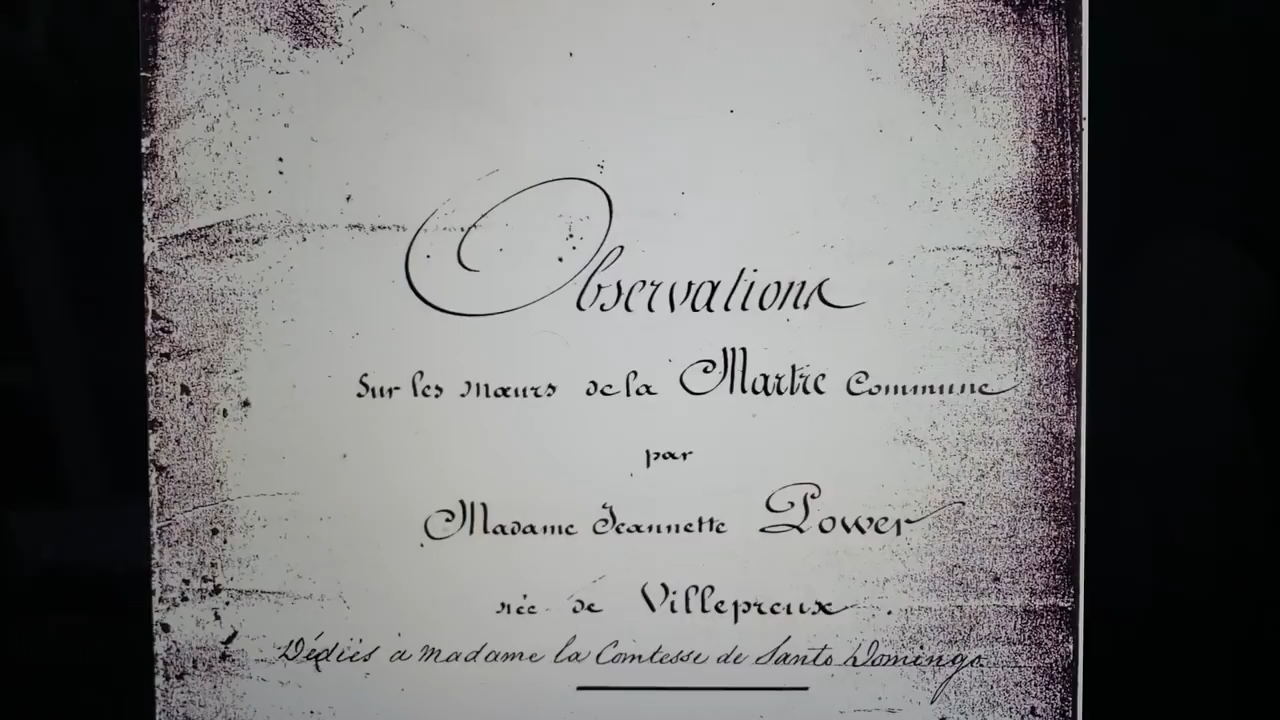 Observations
Sur les mœurs de la Martre Commune
par
Madame Jeannette Power
née de Villepreux.
Dédiés à madame la Comtesse de Santo Domingo